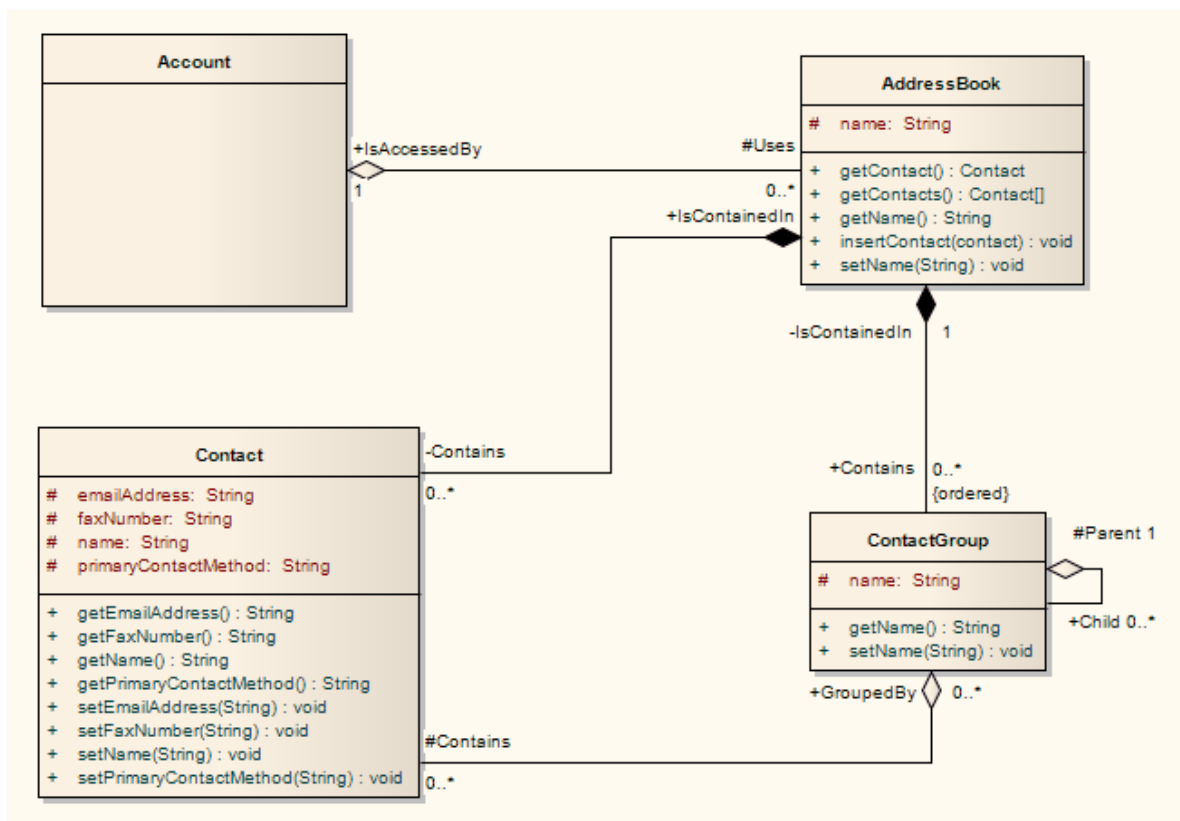 Account
AddressBook
# name: String
+ getContact() : Contact
+ getContacts() : Contact[]
+ getName() : String
+ insertContact(contact) : void
+ setName(String) : void
+IsAccessedBy
1
#Uses
0..*
+IsContainedIn
-IsContainedIn 1
-Contains
0..*
+Contains 0..*
{ordered}
Contact
# emailAddress: String
# faxNumber: String
# name: String
# primaryContactMethod: String
+ getEmailAddress() : String
+ getFaxNumber() : String
+ getName() : String
+ getPrimaryContactMethod() : String
+ setEmailAddress(String) : void
+ setFaxNumber(String) : void
+ setName(String) : void
+ setPrimaryContactMethod(String) : void
ContactGroup
# name: String
+ getName() : String
+ setName(String) : void
#Parent 1
+Child 0..*
+GroupedBy 0..*
#Contains
0..*